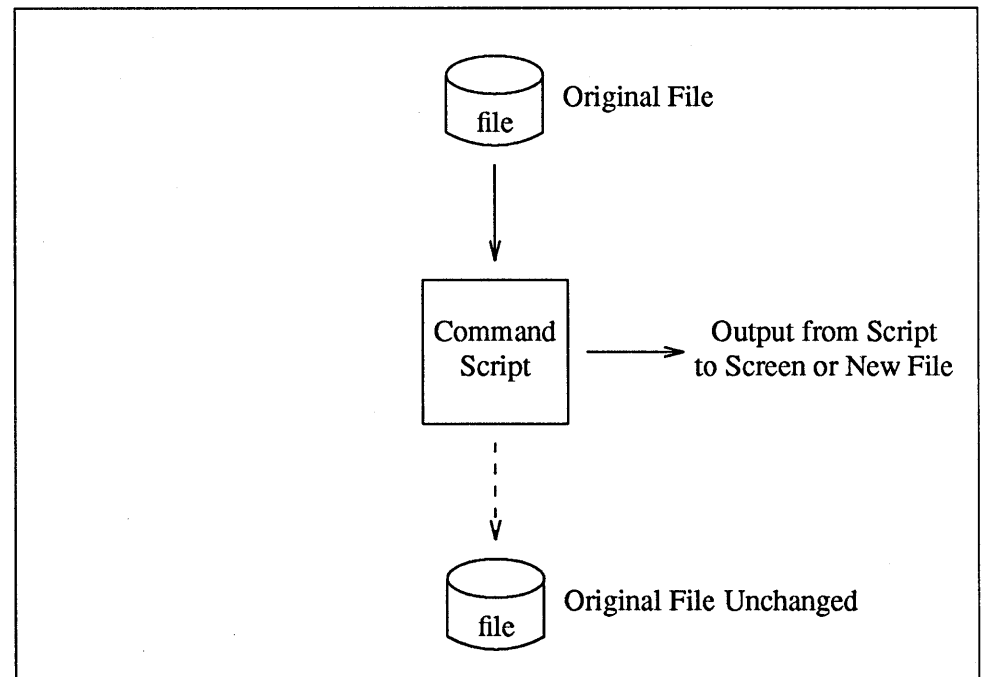 Original File
file
Command
Script
Output from Script
to Screen or New File
Original File Unchanged
file